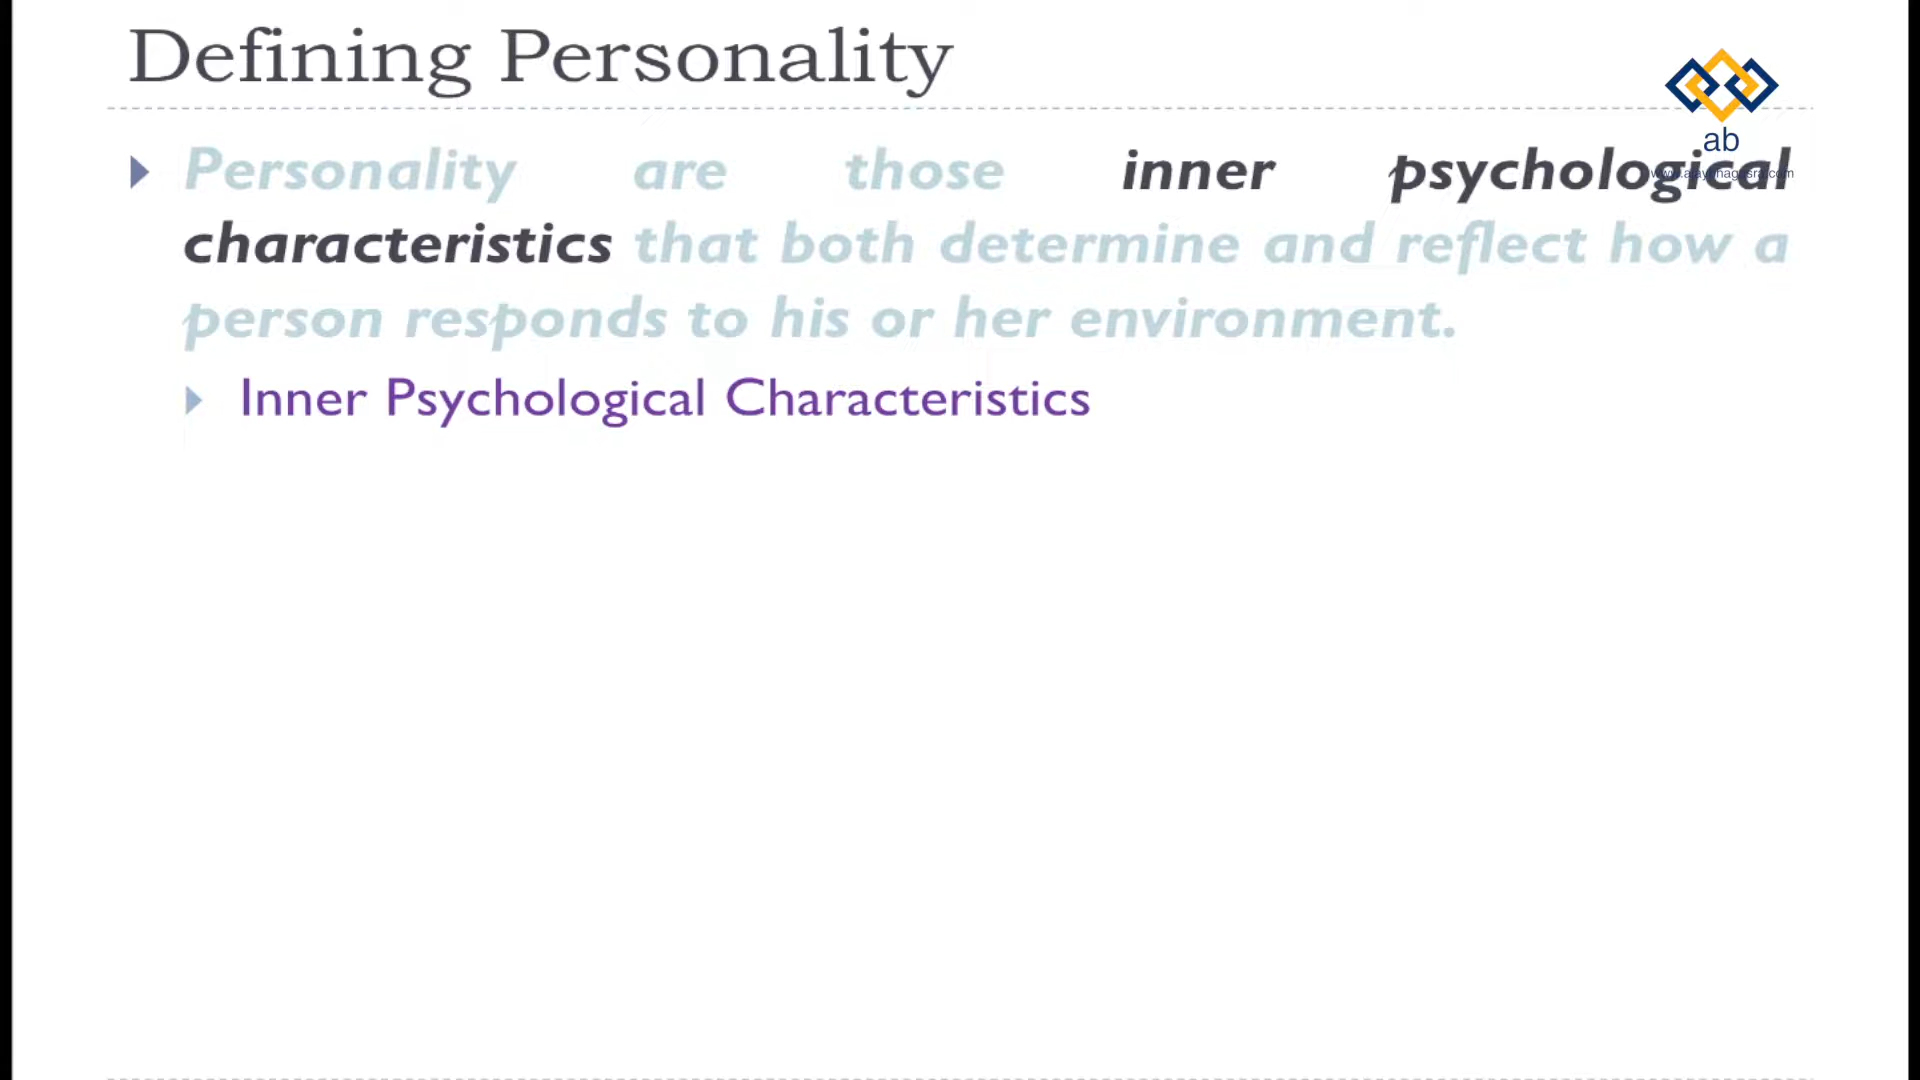 Defining Personality
ab
Personality are those inner psychological
characteristics that both determine and reflect how a
person responds to his or her environment.
Inner Psychological Characteristics